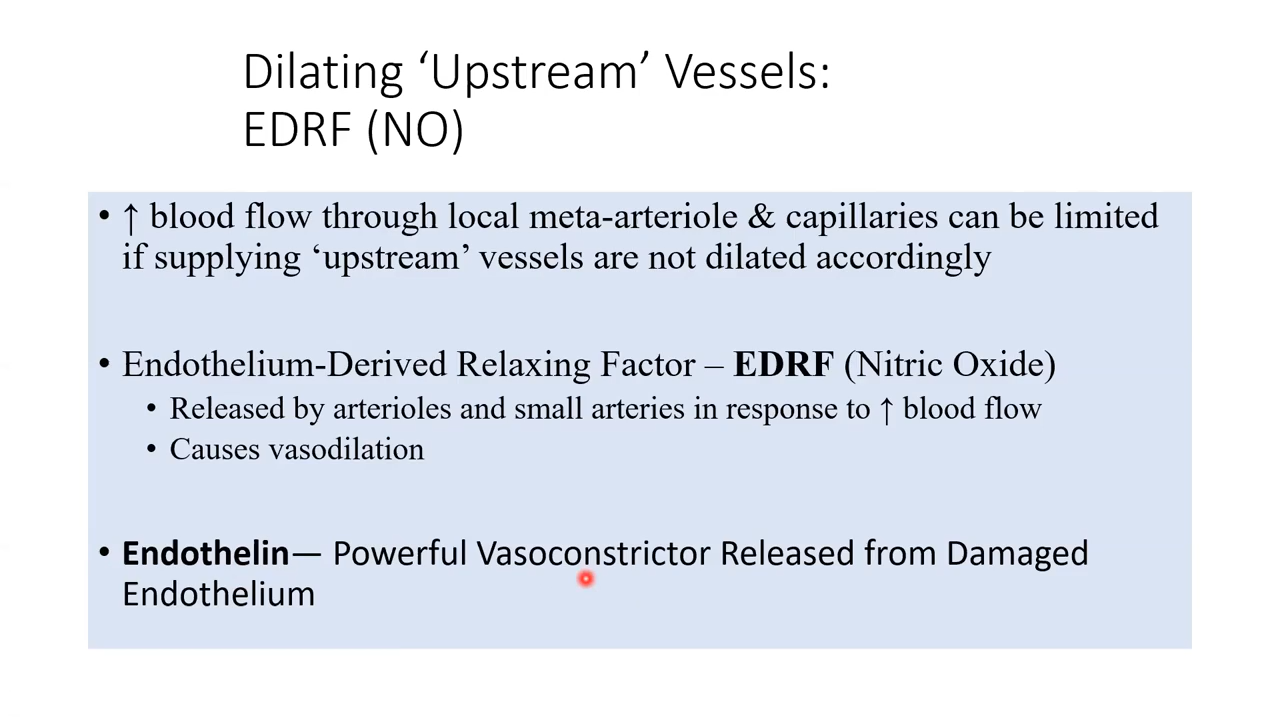 Dilating ‘Upstream’ Vessels:
EDRF (NO)
• ↑ blood flow through local meta-arteriole & capillaries can be limited
if supplying ‘upstream’ vessels are not dilated accordingly
• Endothelium-Derived Relaxing Factor – EDRF (Nitric Oxide)
• Released by arterioles and small arteries in response to ↑ blood flow
• Causes vasodilation
• Endothelin— Powerful Vasoconstrictor Released from Damaged
Endothelium